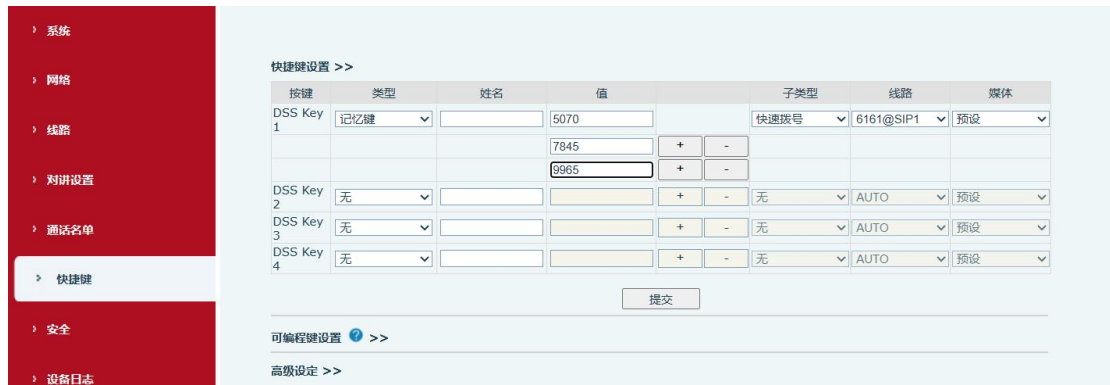 系统
网络
线路
对讲设置
通话名单
快捷键
安全
设备日志
快捷键设置 >>
按键 类型 姓名 值 子类型 线路 媒体
DSS Key 1 记忆键 5070 快速拨号 6161@SIP1 预设
7845 + -
9965 + -
DSS Key 2 无 + - 无 AUTO 预设
DSS Key 3 无 + - 无 AUTO 预设
DSS Key 4 无 + - 无 AUTO 预设
提交
可编程键设置 ? >>
高级设定 >>